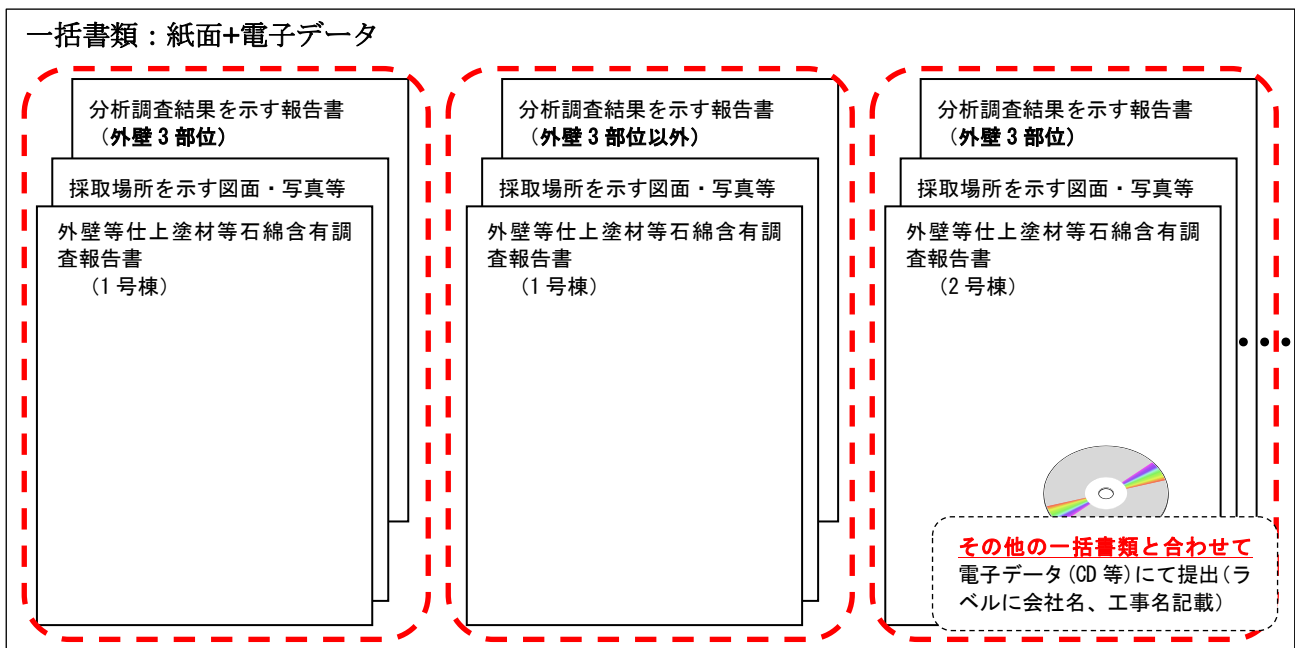 一括書類：紙面+電子データ
分析調査結果を示す報告書
（外壁3部位）
採取場所を示す図面・写真等
外壁等仕上塗材等石綿含有調
査報告書
（1号棟）
分析調査結果を示す報告書
（外壁3部位以外）
採取場所を示す図面・写真等
外壁等仕上塗材等石綿含有調
査報告書
（1号棟）
分析調査結果を示す報告書
（外壁3部位）
採取場所を示す図面・写真等
外壁等仕上塗材等石綿含有調
査報告書
（2号棟）
・・・
その他の一括書類と合わせて
電子データ(CD等)にて提出(ラ
ベルに会社名、工事名記載)